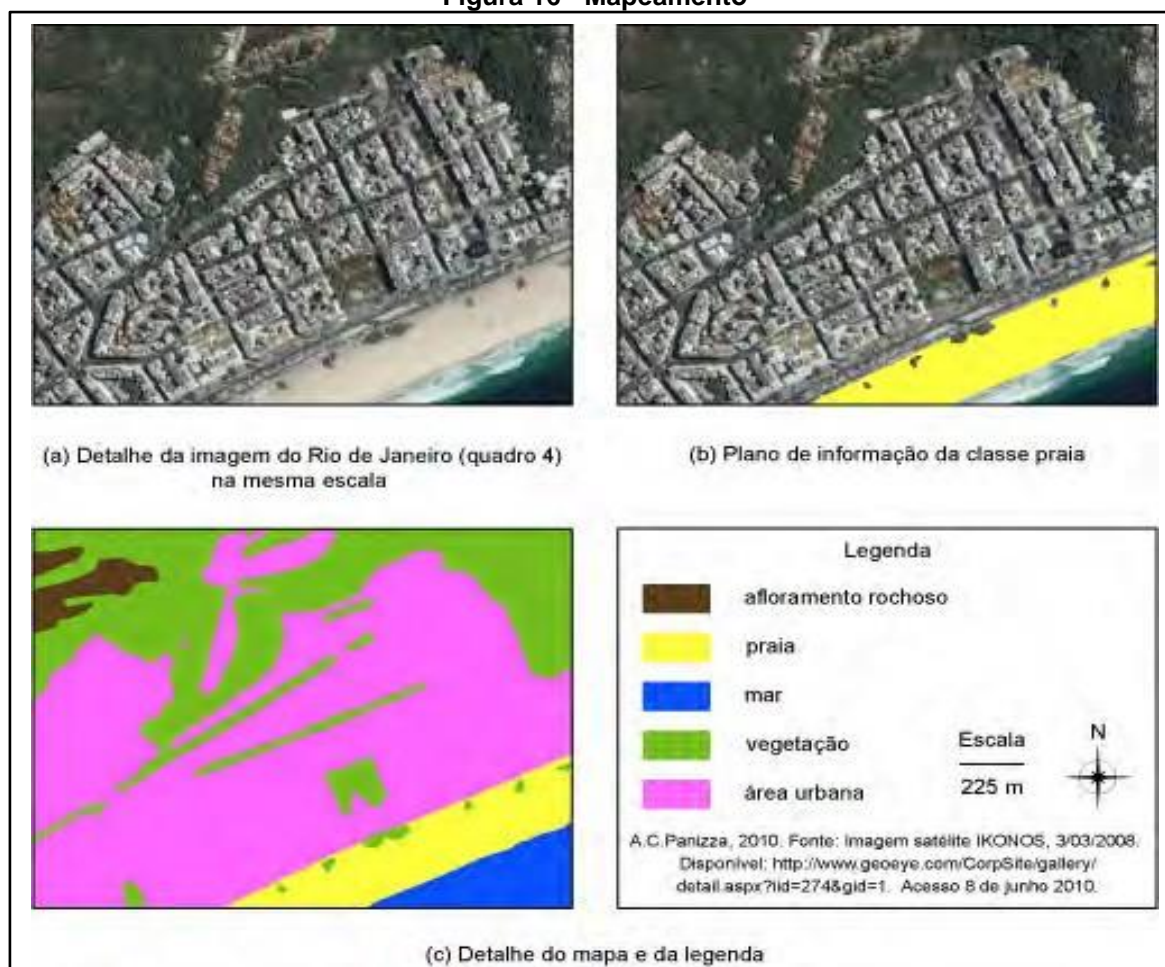 Figura 16 - Mapeamento
(a) Detalhe da imagem do Rio de Janeiro (quadro 4)
na mesma escala
(b) Plano de informação da classe praia
Legenda
afloramento rochoso
praia
mar
vegetação
área urbana
Escala
225 m
N
A.C.Panizza, 2010. Fonte: Imagem satélite IKONOS, 3/03/2008.
Disponível: http://www.geoeye.com/CorpSite/gallery/
detail.aspx?iid=274&gid=1. Acesso 8 de junho 2010.
(c) Detalhe do mapa e da legenda